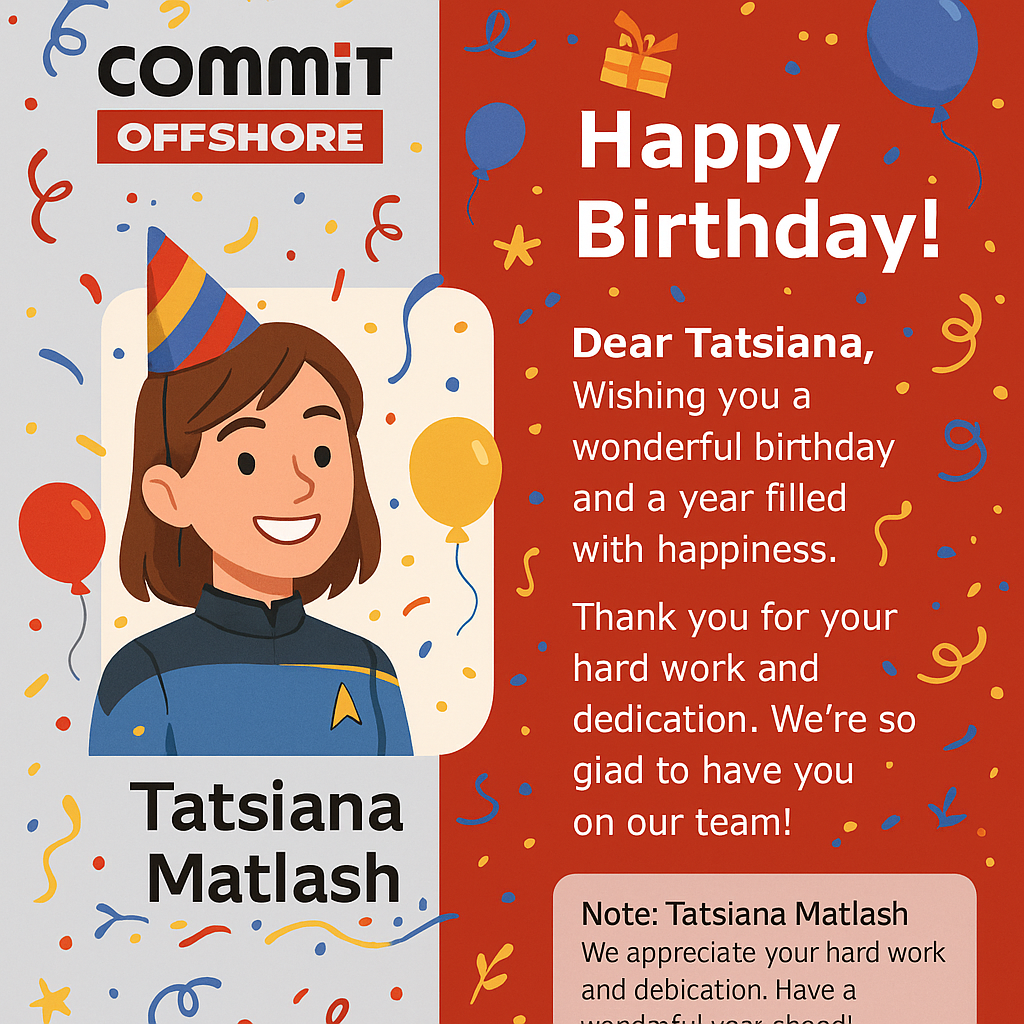 COMMiT
OFFSHORE
Tatsiana
Matlash
Happy
Birthday!
Dear Tatsiana,
Wishing you a
wonderful birthday
and a year filled
with happiness.
Thank you for your
hard work and
dedication. We’re so
giad to have you
on our team!
Note: Tatsiana Matlash
We appreciate your hard work
and debication. Have a
year